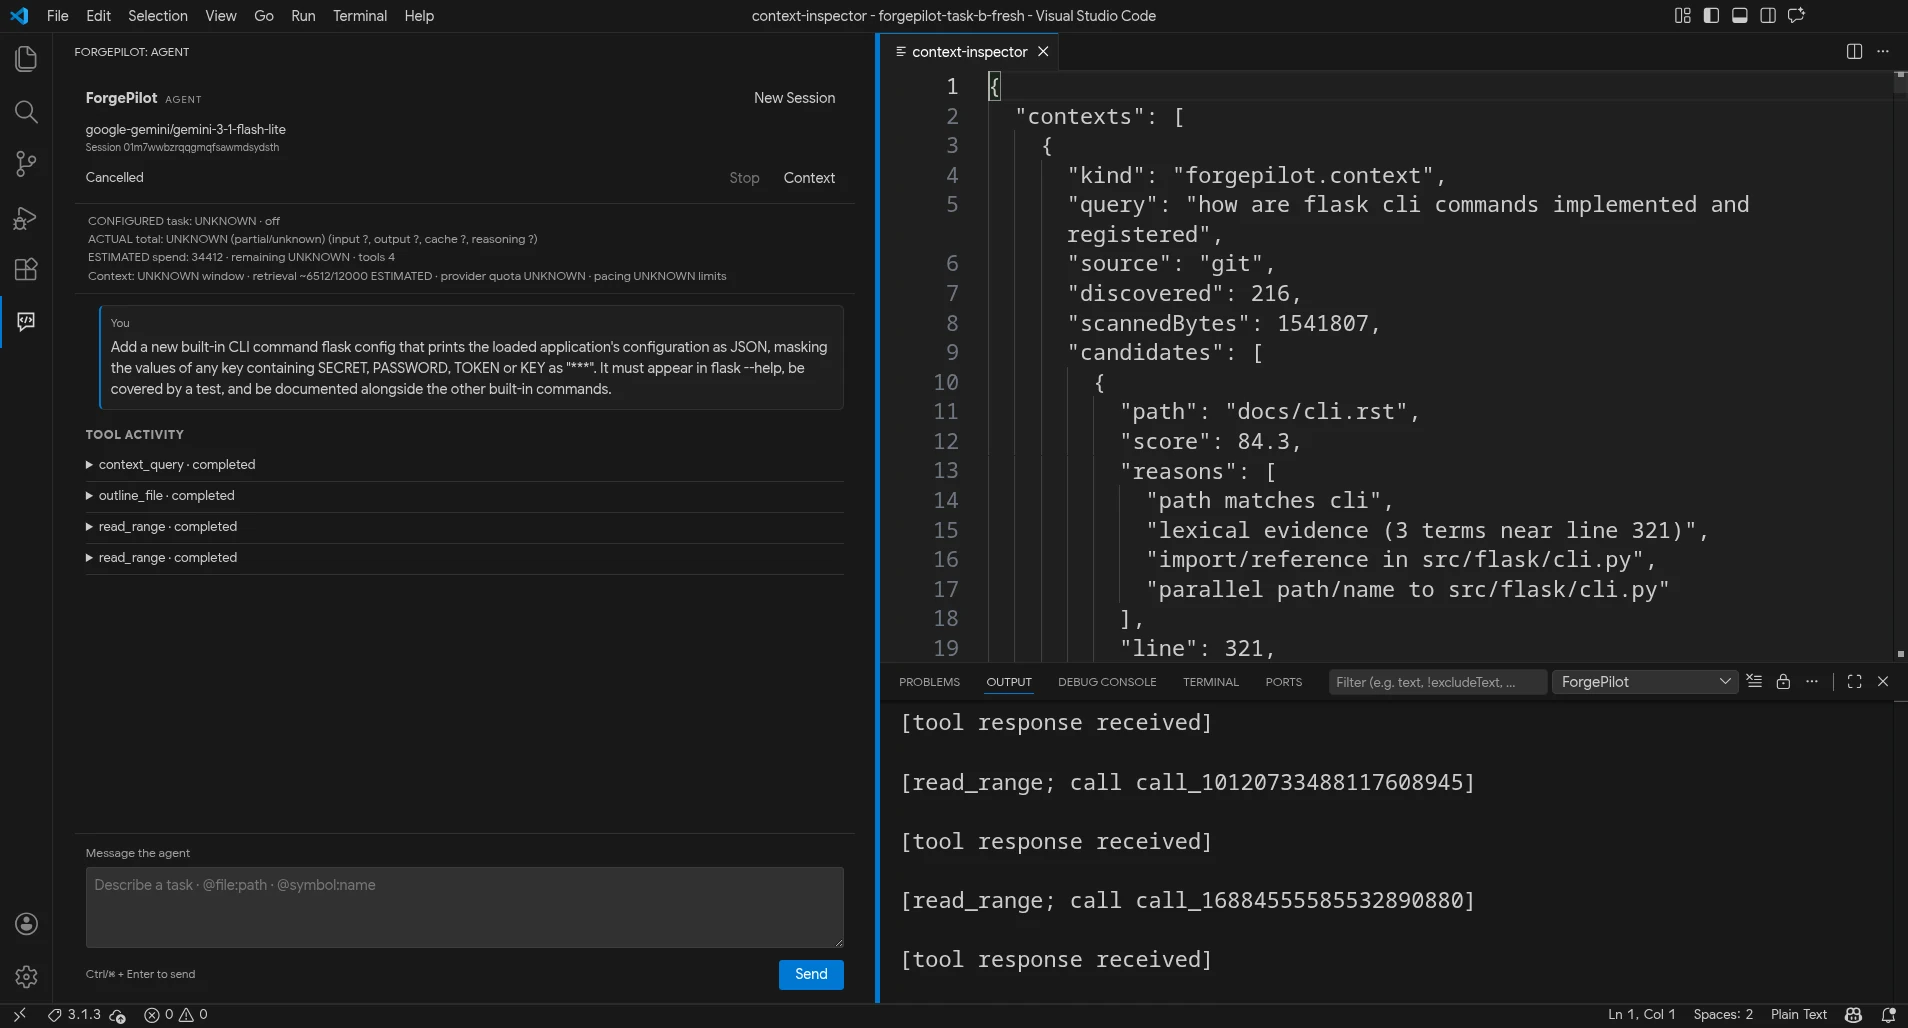 File Edit Selection View Go Run Terminal Help
context-inspector - forgepilot-task-b-fresh - Visual Studio Code
FORGEPILOT: AGENT
ForgePilot AGENT
New Session
google-gemini/gemini-3-1-flash-lite
Session 01m7wwbzrqqgmqfsawmdsydsth
Cancelled
Stop Context
CONFIGURED task: UNKNOWN · off
ACTUAL total: UNKNOWN (partial/unknown) (input ?, output ?, cache ?, reasoning ?)
ESTIMATED spend: 34412 · remaining UNKNOWN · tools 4
Context: UNKNOWN window · retrieval ~6512/12000 ESTIMATED · provider quota UNKNOWN · pacing UNKNOWN limits
You
Add a new built-in CLI command flask config that prints the loaded application's configuration as JSON, masking
the values of any key containing SECRET, PASSWORD, TOKEN or KEY as "***". It must appear in flask --help, be
covered by a test, and be documented alongside the other built-in commands.
TOOL ACTIVITY
context_query · completed
outline_file · completed
read_range · completed
read_range · completed
Message the agent
Describe a task · @file:path · @symbol:name
Ctrl/⌘ + Enter to send
Send
context-inspector
1 {
2 "contexts": [
3 {
4 "kind": "forgepilot.context",
5 "query": "how are flask cli commands implemented and
registered",
6 "source": "git",
7 "discovered": 216,
8 "scannedBytes": 1541807,
9 "candidates": [
10 {
11 "path": "docs/cli.rst",
12 "score": 84.3,
13 "reasons": [
14 "path matches cli",
15 "lexical evidence (3 terms near line 321)",
16 "import/reference in src/flask/cli.py",
17 "parallel path/name to src/flask/cli.py"
18 ],
19 "line": 321,
PROBLEMS OUTPUT DEBUG CONSOLE TERMINAL PORTS
Filter (e.g. text, !excludeText, ...
ForgePilot
[tool response received]
[read_range; call call_10120733488117608945]
[tool response received]
[read_range; call call_16884555585532890880]
[tool response received]
3.1.3 0 0
Ln 1, Col 1 Spaces: 2 Plain Text